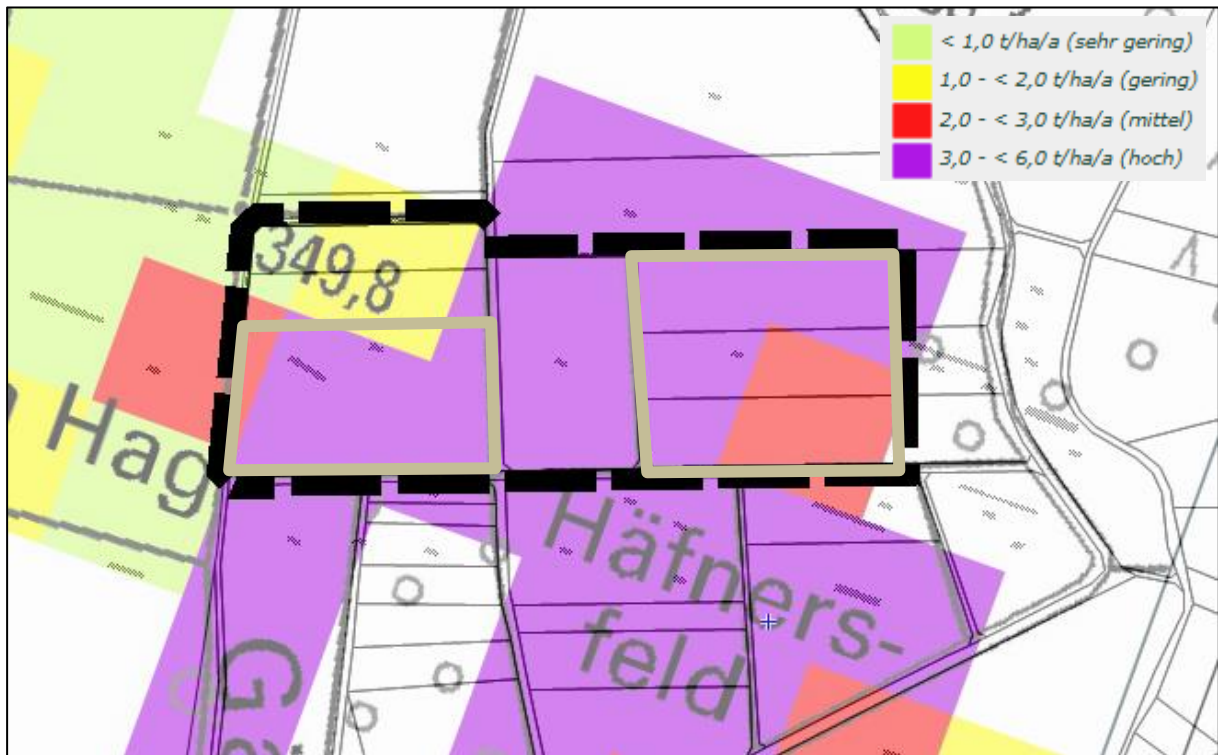 < 1,0 t/ha/a (sehr gering)
1,0 - < 2,0 t/ha/a (gering)
2,0 - < 3,0 t/ha/a (mittel)
3,0 - < 6,0 t/ha/a (hoch)
349,8
Hag
Häfners-
feld
G